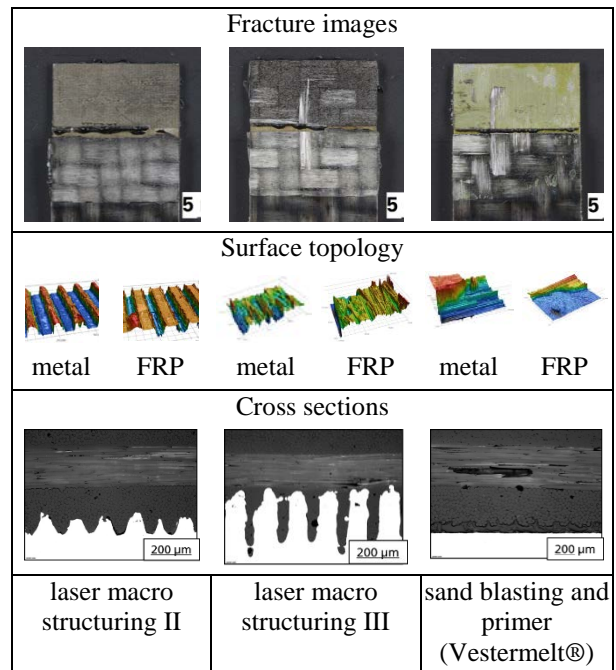 Fracture images
5
5
5
Surface topology
metal FRP metal FRP metal FRP
Cross sections
200 µm 200 µm 200 µm
laser macro structuring II
laser macro structuring III
sand blasting and primer (Vestermelt®)